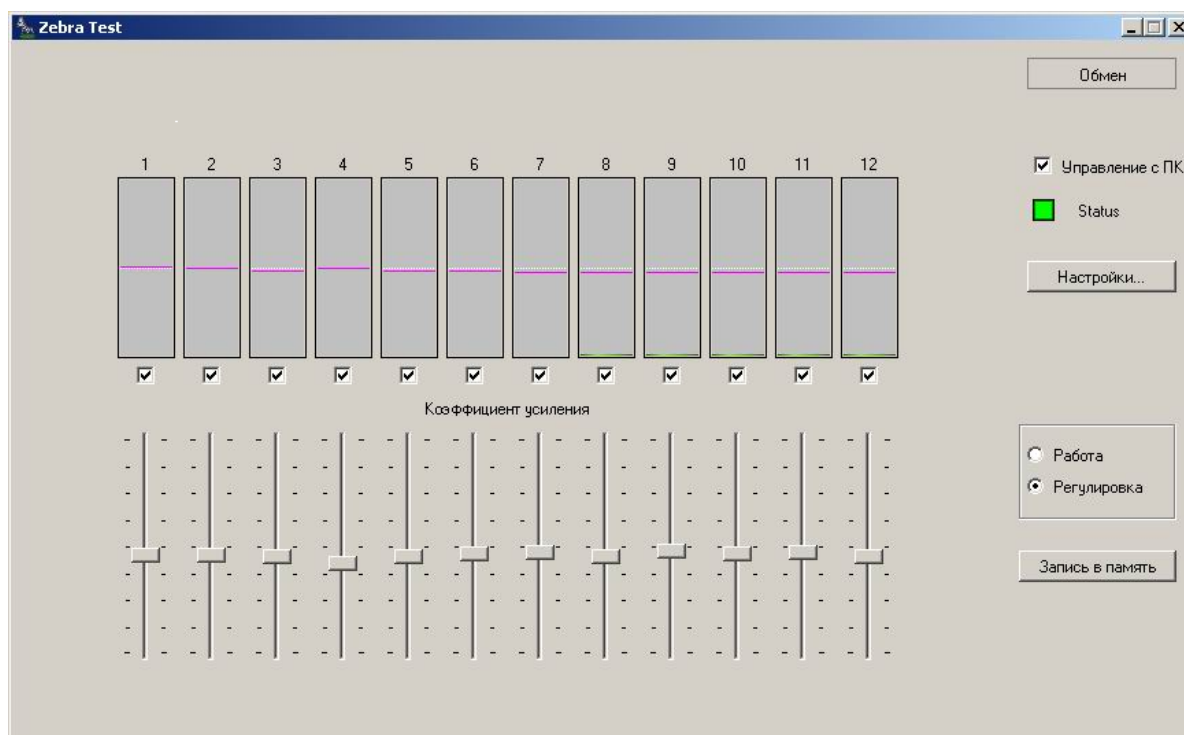 Zebra Test
Обмен
1 2 3 4 5 6 7 8 9 10 11 12
Управление с ПК
Status
Настройки...
Коэффициент усиления
Работа
Регулировка
Запись в память